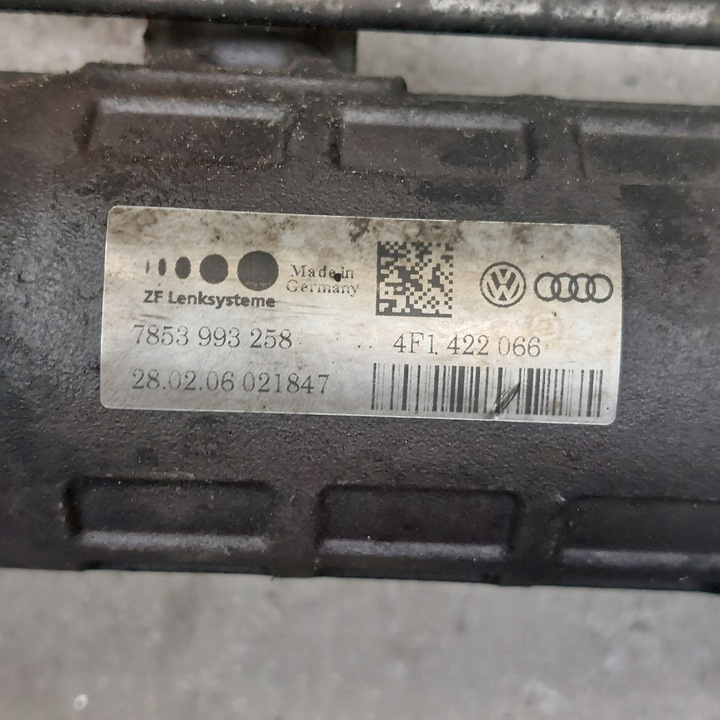 Made in
Germany
ZF Lenksysteme
7853 993 258
4F1 422 066
28.02.06 021847